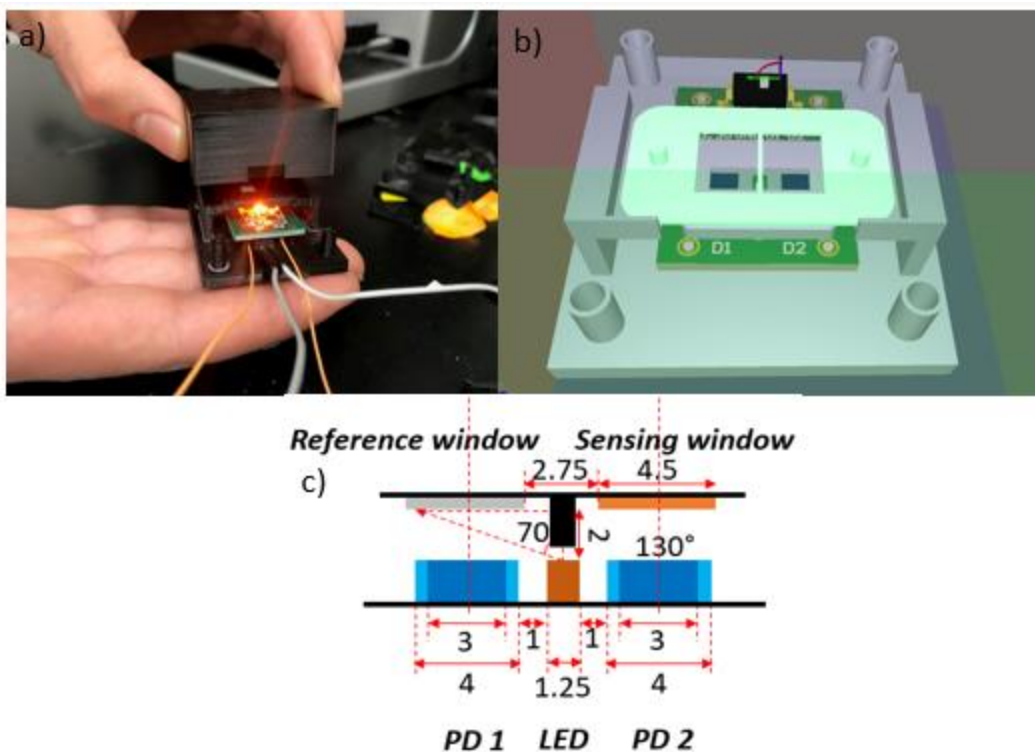 a)
b)
D1 D2
Reference window Sensing window
c)
2.75 4.5
70 2 130°
3 1 1 3
4 1.25 4
PD 1 LED PD 2